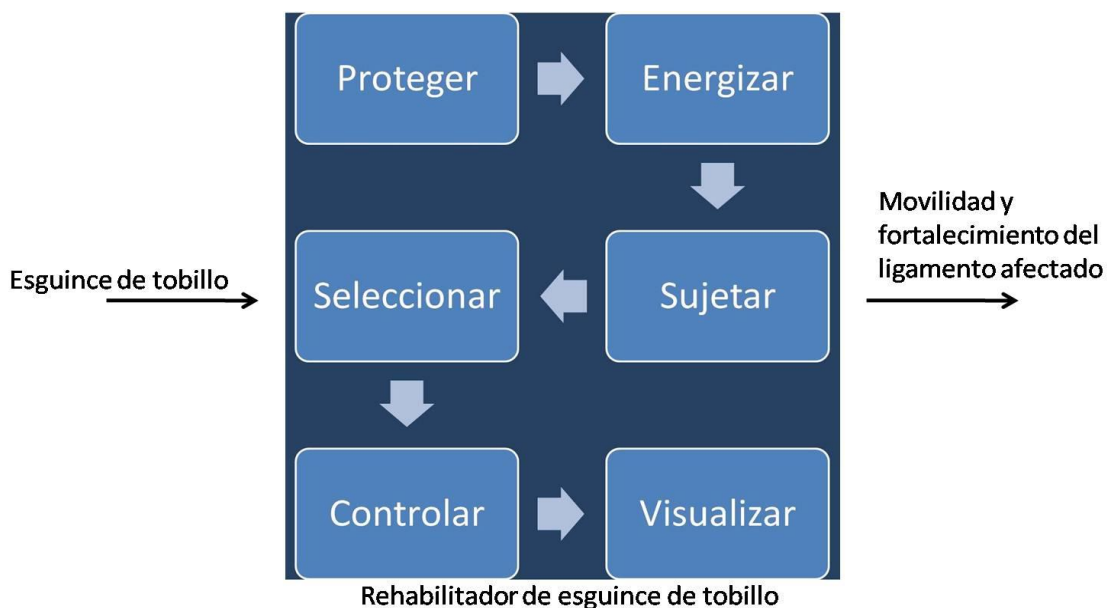 Proteger
Energizar
Esguince de tobillo
Seleccionar
Sujetar
Movilidad y
fortalecimiento del
ligamento afectado
Controlar
Visualizar
Rehabilitador de esguince de tobillo